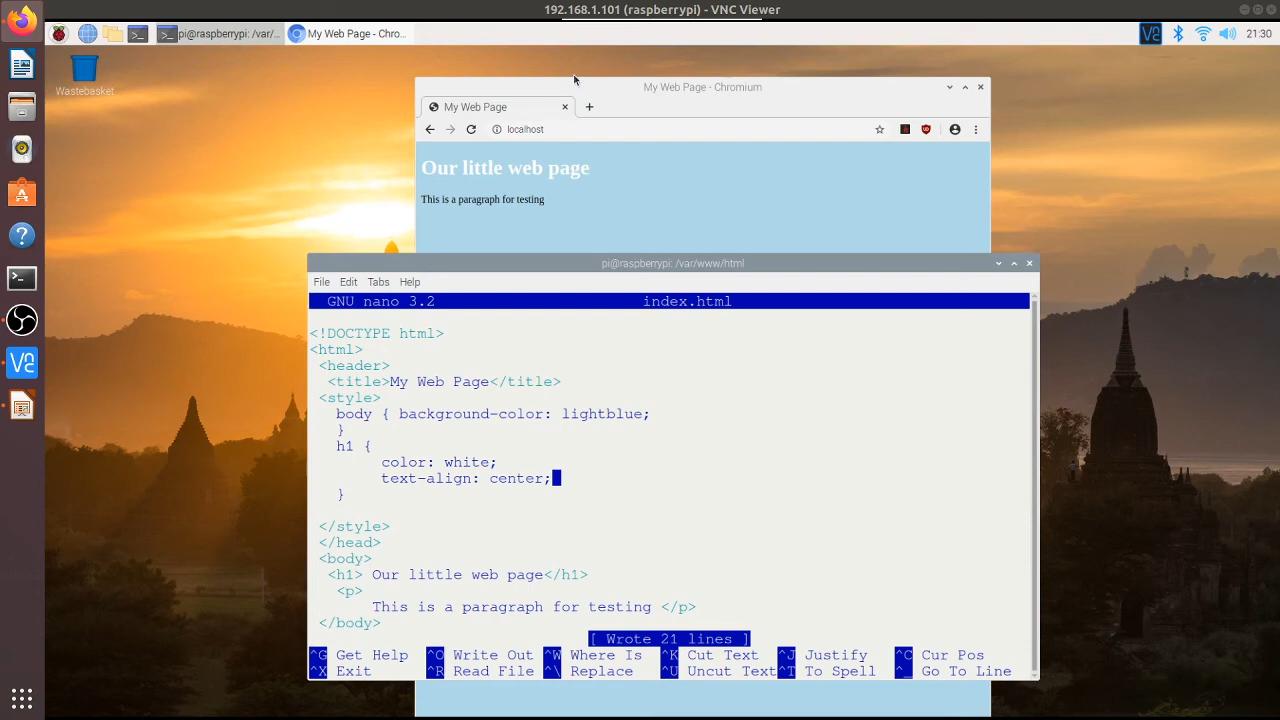 192.168.1.101 (raspberrypi) - VNC Viewer
pi@raspberrypi: /var/...
My Web Page - Chro...
21:30
Wastebasket
My Web Page - Chromium
My Web Page
localhost
Our little web page
This is a paragraph for testing
pi@raspberrypi: /var/www/html
File Edit Tabs Help
GNU nano 3.2 index.html
<!DOCTYPE html>
<html>
<header>
<title>My Web Page</title>
<style>
body { background-color: lightblue;
}
h1 {
color: white;
text-align: center;
}
</style>
</head>
<body>
<h1> Our little web page</h1>
<p>
This is a paragraph for testing </p>
</body>
[ Wrote 21 lines ]
^G Get Help ^O Write Out ^W Where Is ^K Cut Text ^J Justify ^C Cur Pos
^X Exit ^R Read File ^\ Replace ^U Uncut Text ^T To Spell ^_ Go To Line